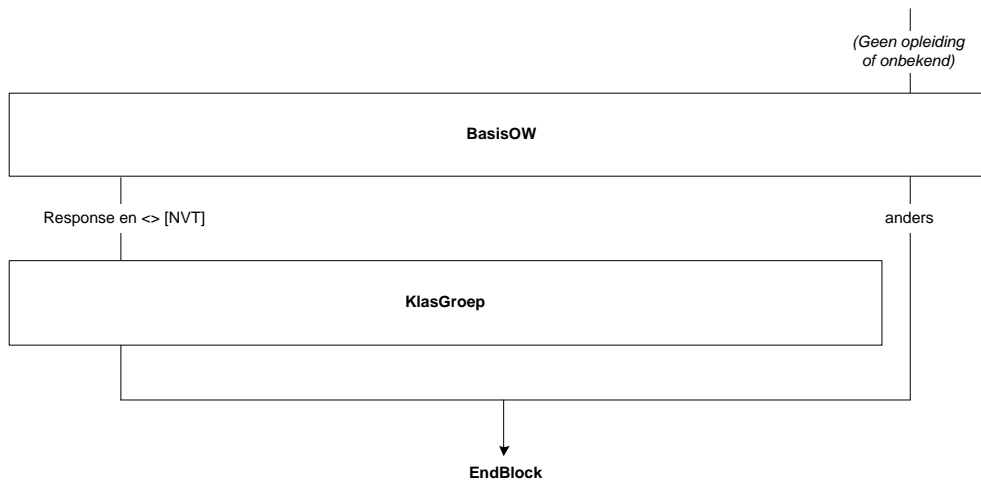 (Geen opleiding
of onbekend)
BasisOW
Response en <> [NVT]
anders
KlasGroep
EndBlock